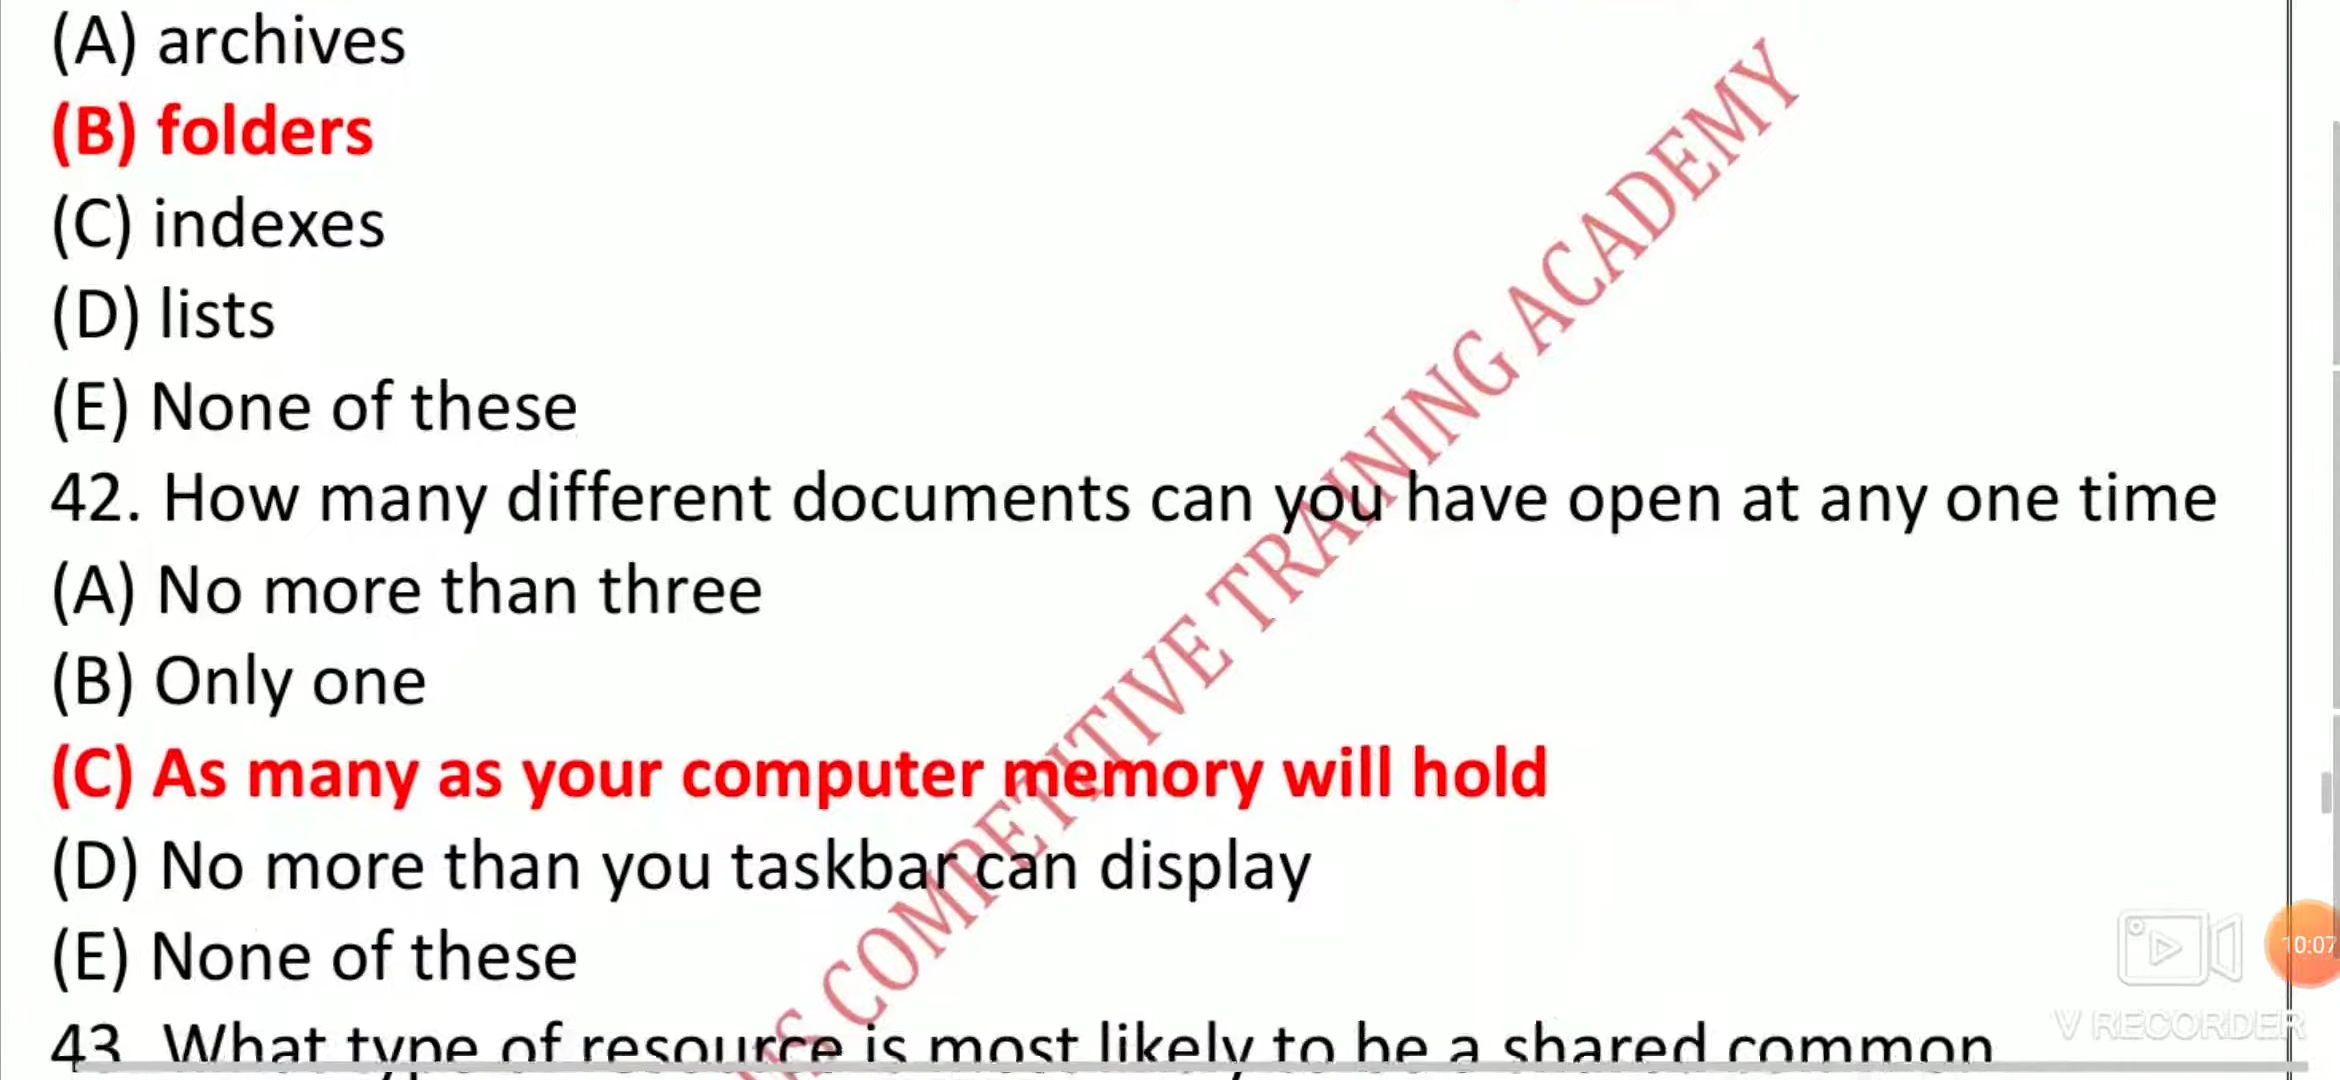 (A) archives
(B) folders
(C) indexes
(D) lists
(E) None of these
42. How many different documents can you have open at any one time
(A) No more than three
(B) Only one
(C) As many as your computer memory will hold
(D) No more than you taskbar can display
(E) None of these
43. What type of resource is most likely to be a shared common
COMPETITIVE TRAINING ACADEMY
10:07
V RECORDER